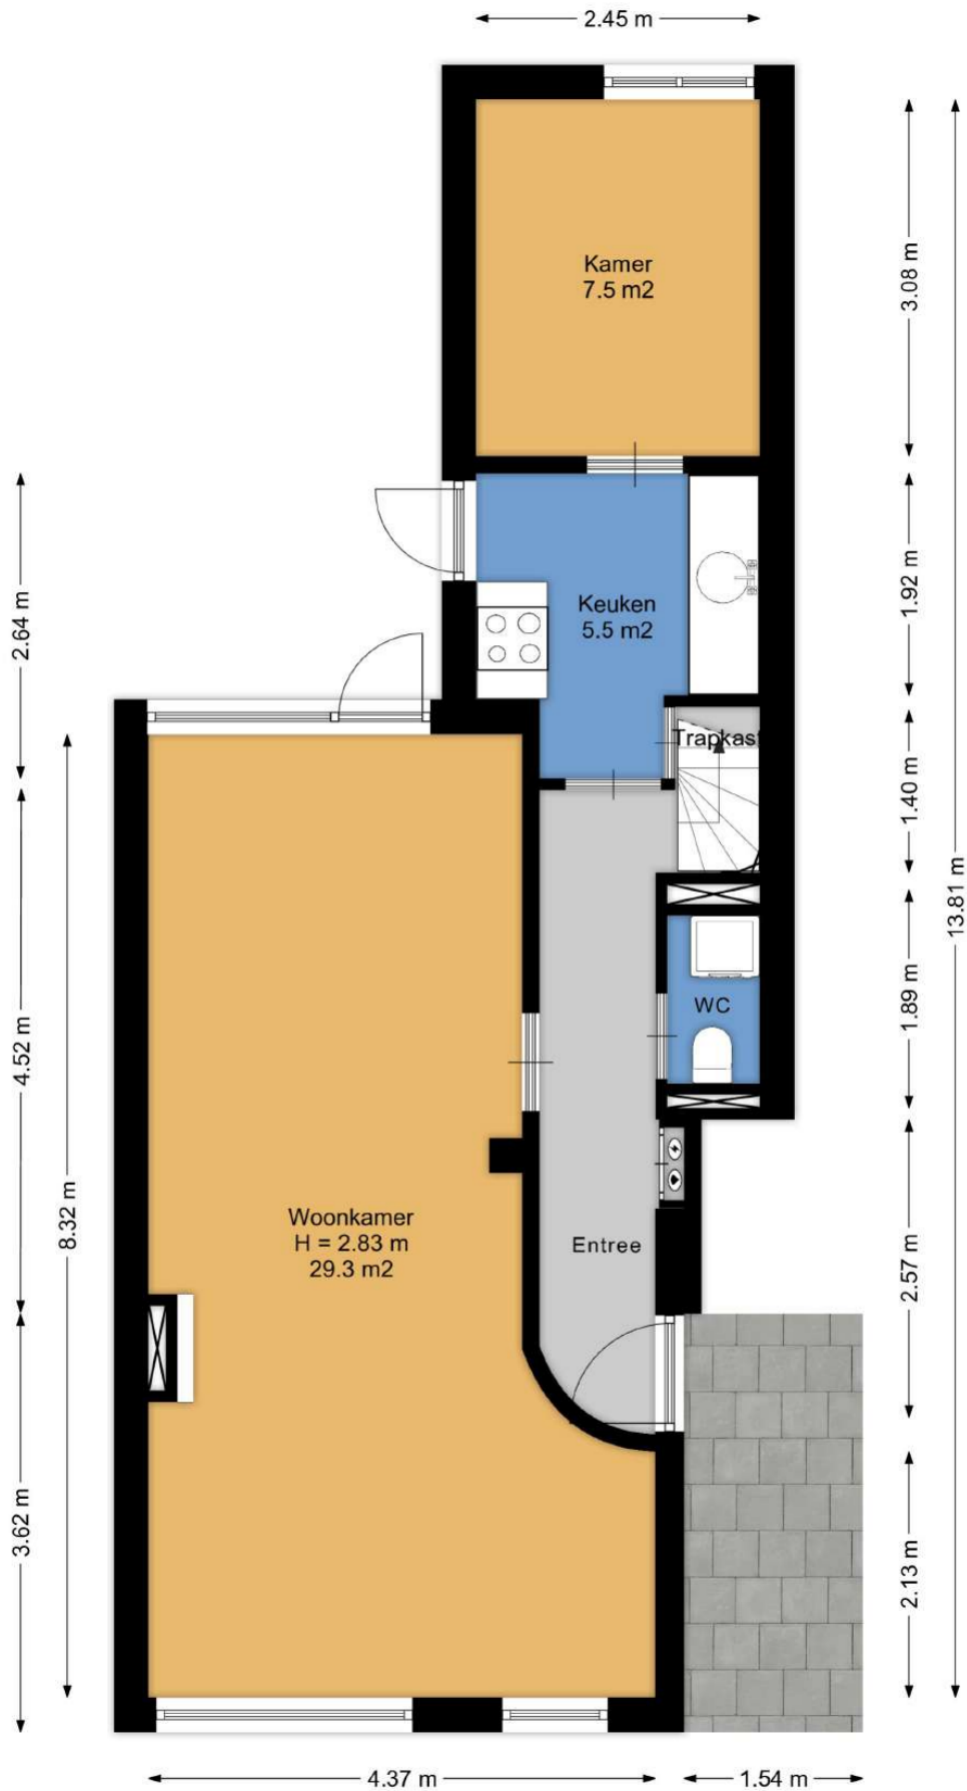 2.45 m
Kamer
7.5 m2
3.08 m
13.81 m
Keuken
5.5 m2
1.92 m
2.64 m
Trapkast
1.40 m
WC
1.89 m
4.52 m
8.32 m
Woonkamer
H = 2.83 m
29.3 m2
Entree
2.57 m
3.62 m
2.13 m
4.37 m
1.54 m